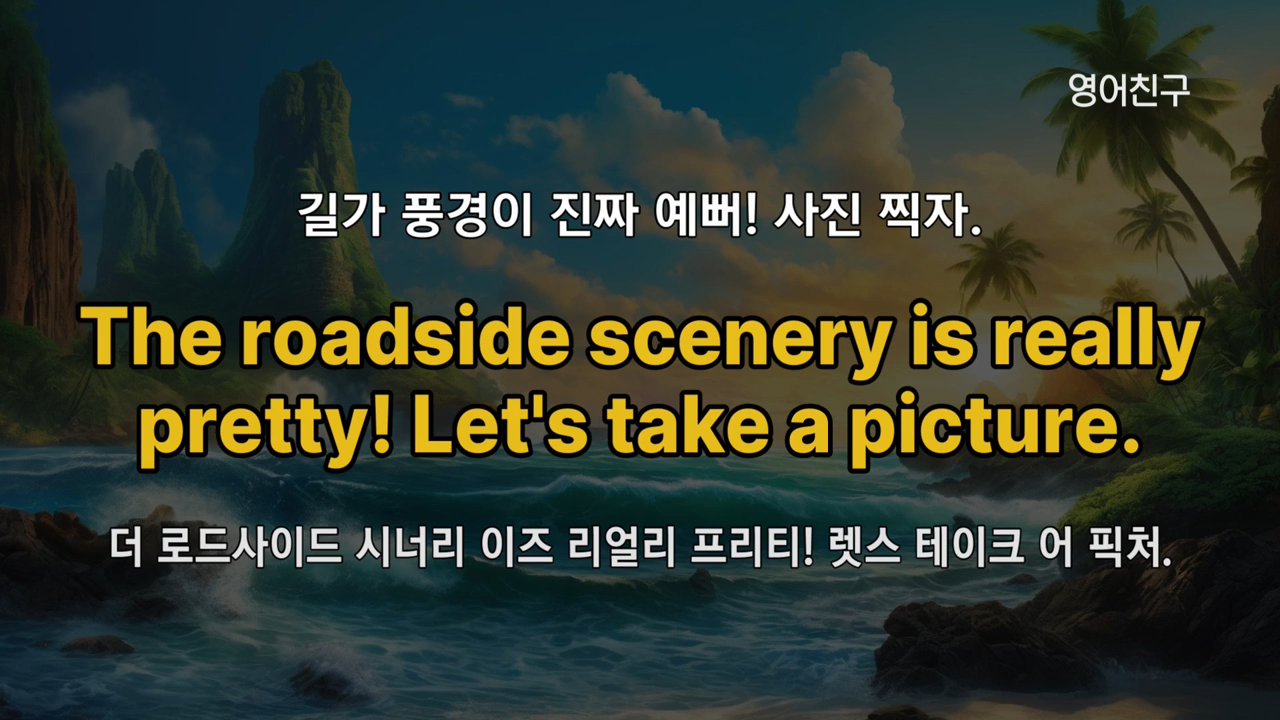 영어친구
길가 풍경이 진짜 예뻐! 사진 찍자.
The roadside scenery is really
pretty! Let's take a picture.
더 로드사이드 시너리 이즈 리얼리 프리티! 렛스 테이크 어 픽처.